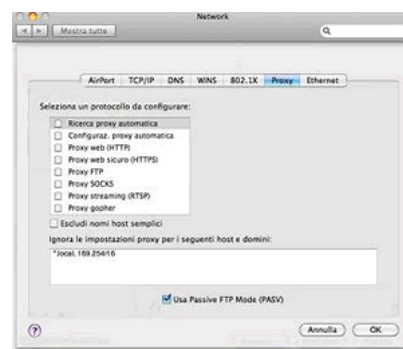 Network
Mostra tutte
AirPort TCP/IP DNS WINS 802.1X Proxy Ethernet
Seleziona un protocollo da configurare:
Ricerca proxy automatica
Configuraz. proxy automatica
Proxy web (HTTP)
Proxy web sicuro (HTTPS)
Proxy FTP
Proxy SOCKS
Proxy streaming (RTSP)
Proxy gopher
Escludi nomi host semplici
Ignora le impostazioni proxy per i seguenti host e domini:
*.local, 169.254/16
Usa Passive FTP Mode (PASV)
? Annulla OK